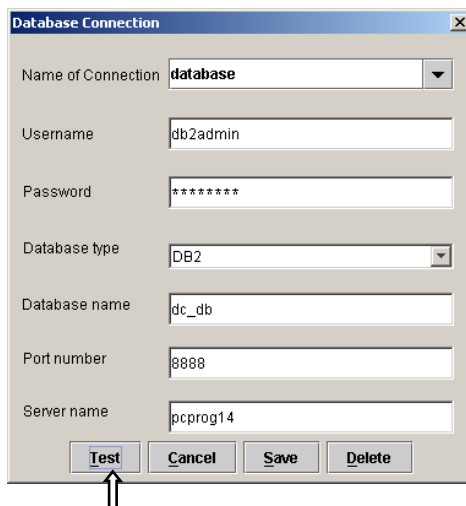 Database Connection
Name of Connection database
Username db2admin
Password ********
Database type DB2
Database name dc_db
Port number 8888
Server name pcprog14
Test Cancel Save Delete